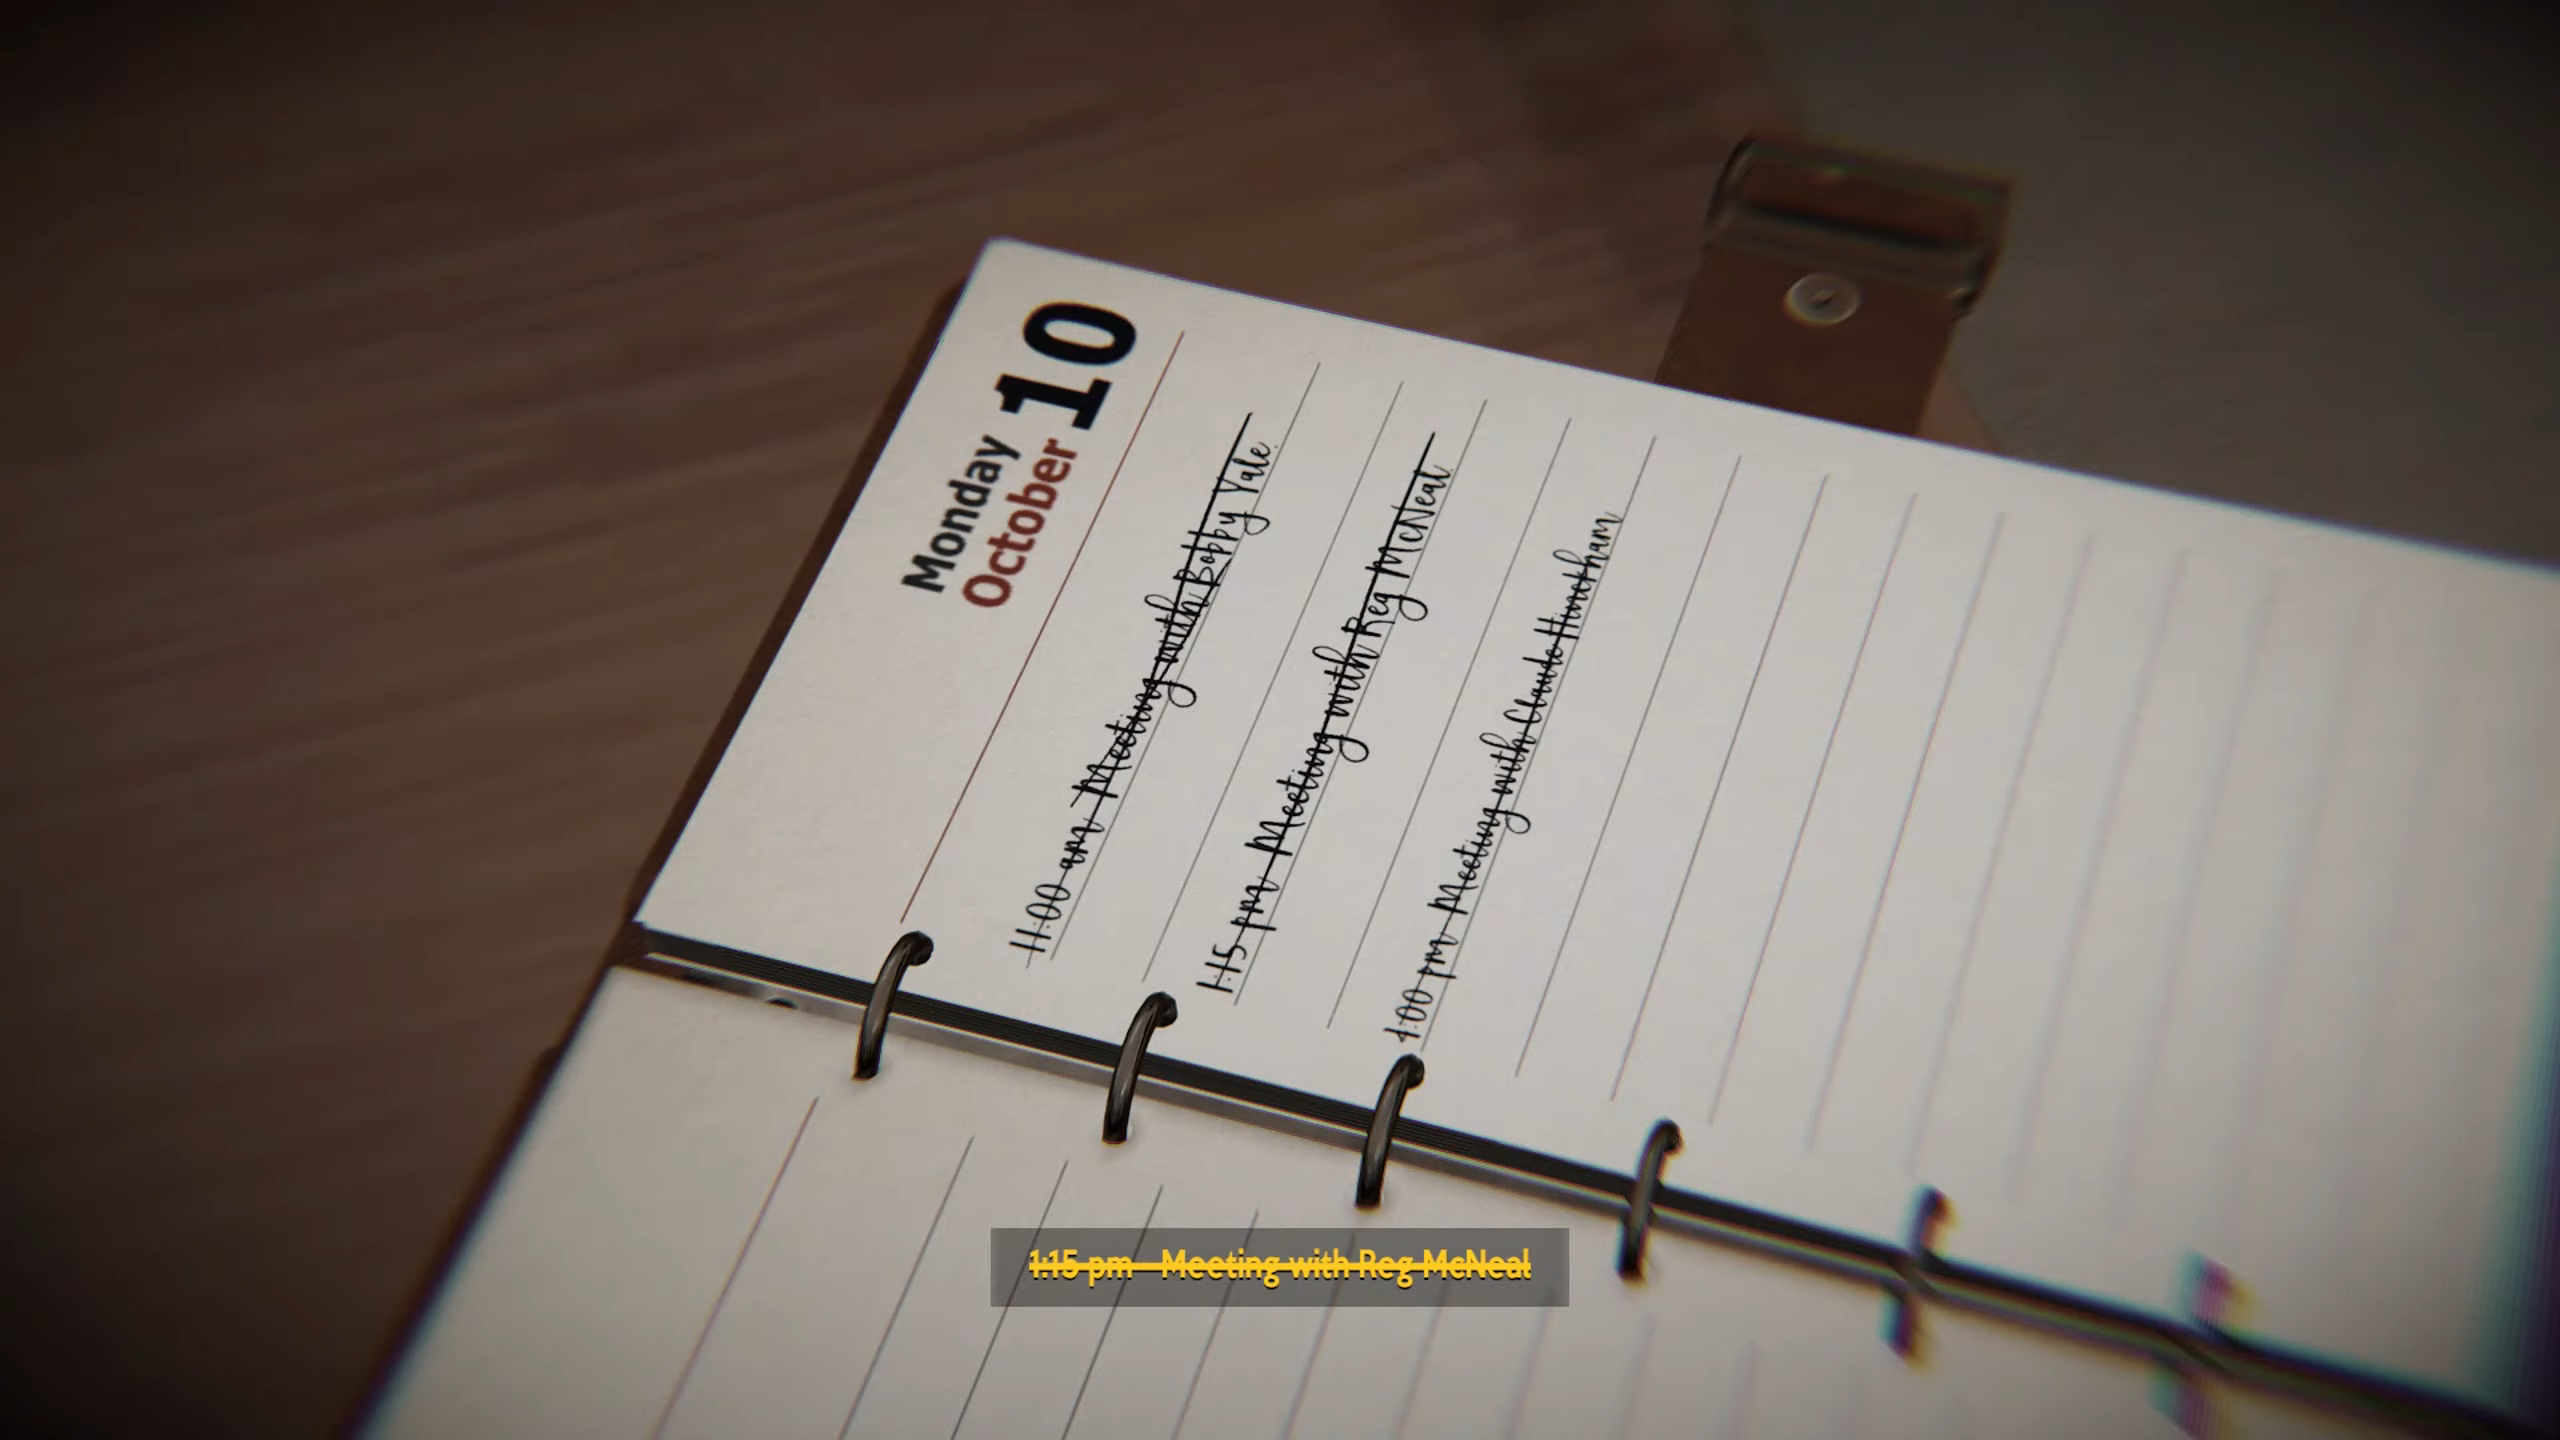 Monday
October
10
11:00 am - Meeting with Bobby Yale
1:15 pm - Meeting with Reg McNeal
4:00 pm - Meeting with Claude Hinotham
1:15 pm - Meeting with Reg McNeal